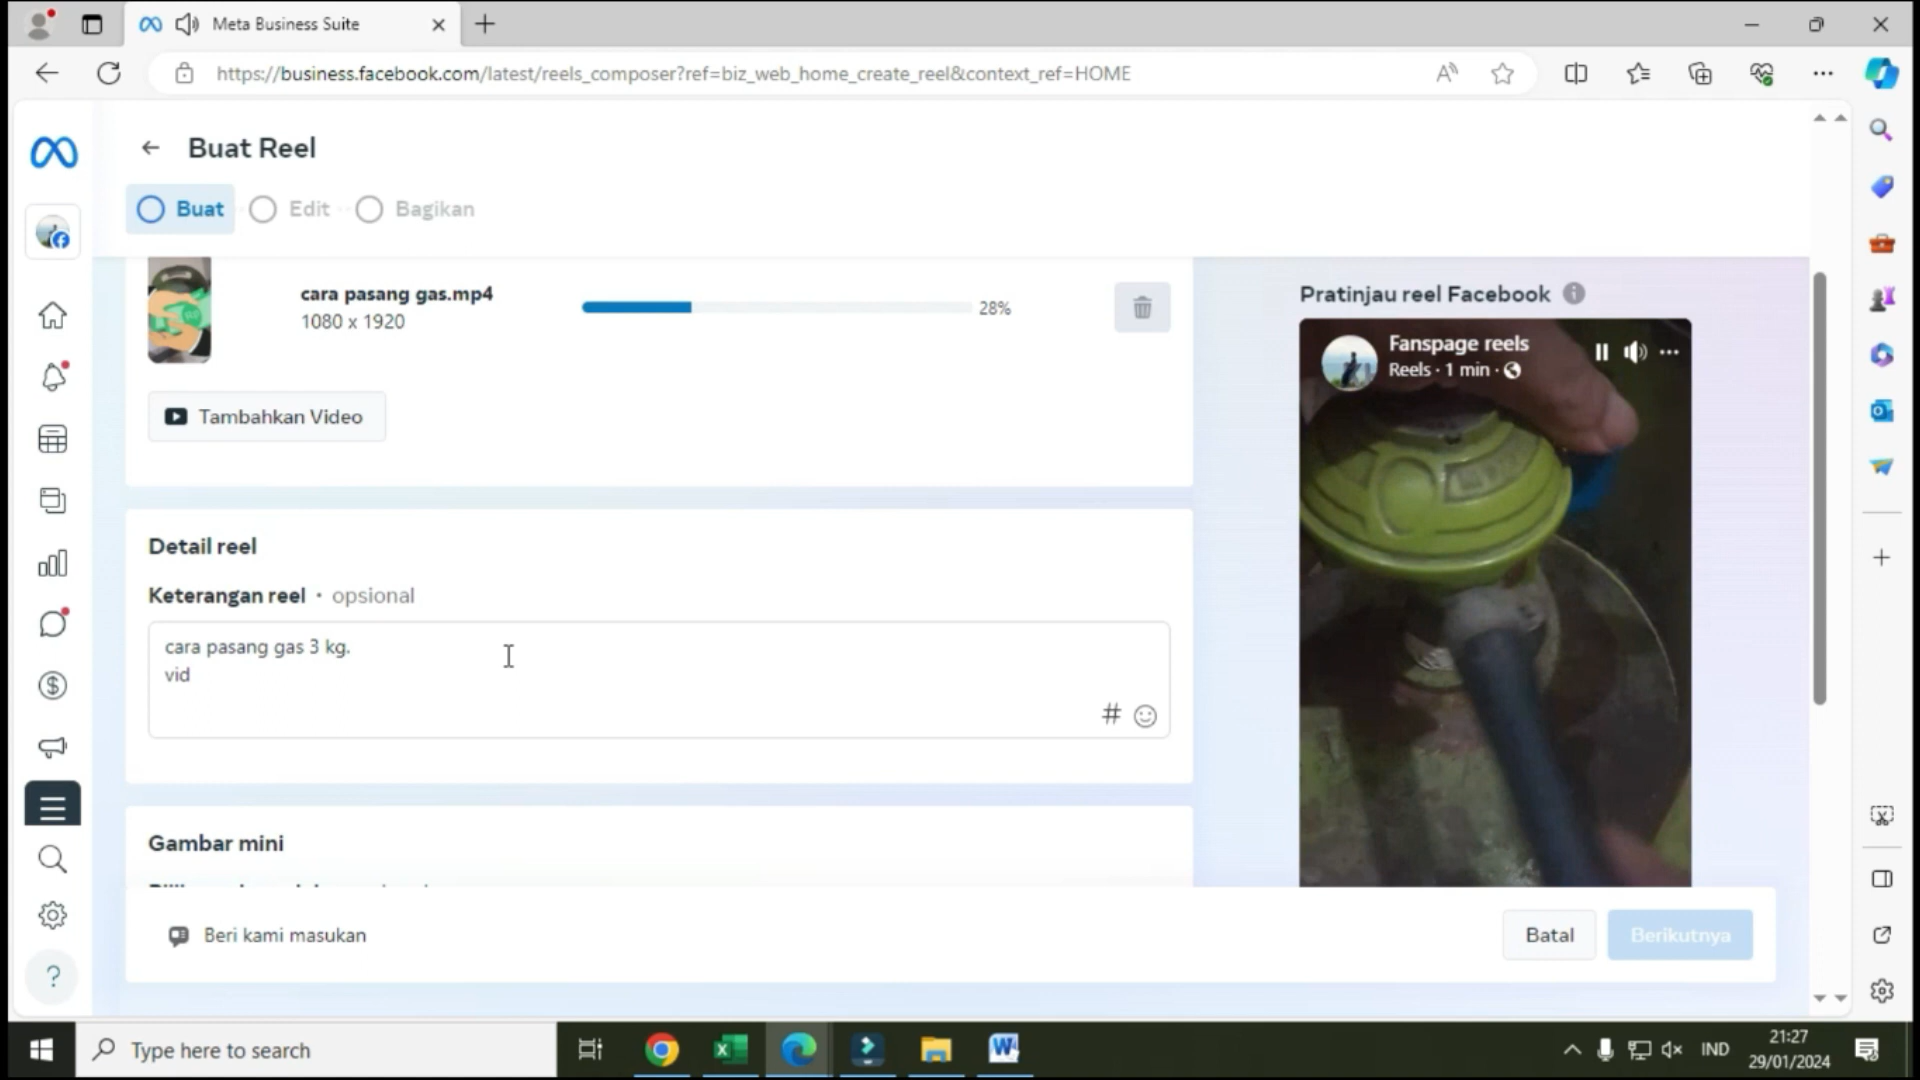 Meta Business Suite
https://business.facebook.com/latest/reels_composer?ref=biz_web_home_create_reel&context_ref=HOME
Buat Reel
Buat
Edit
Bagikan
cara pasang gas.mp4
1080 x 1920
28%
Tambahkan Video
Detail reel
Keterangan reel · opsional
cara pasang gas 3 kg.
vid
#
Gambar mini
Beri kami masukan
Batal
Berikutnya
Pratinjau reel Facebook
Fanspage reels
Reels · 1 min ·
Type here to search
IND
21:27
29/01/2024